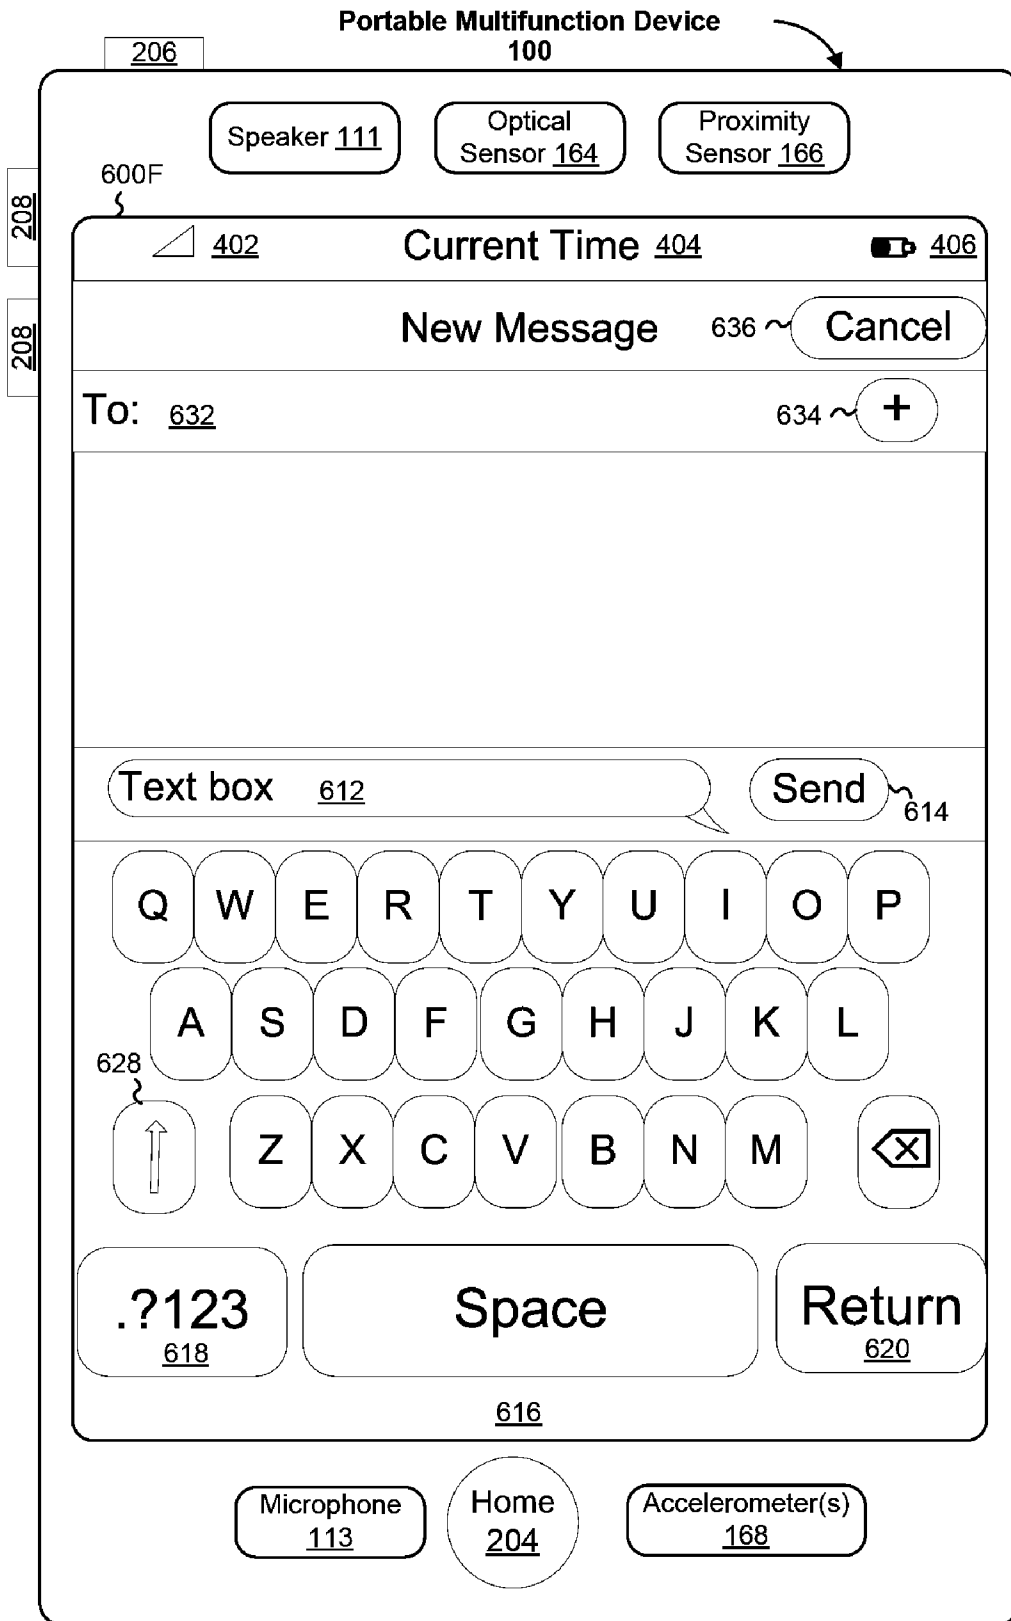 Portable Multifunction Device
100
206
Speaker 111
Optical
Sensor 164
Proximity
Sensor 166
600F
208
208
402
Current Time 404
406
New Message
636
Cancel
To: 632
634
+
Text box 612
Send
614
Q W E R T Y U I O P
A S D F G H J K L
628
Z X C V B N M
.?123
618
Space
Return
620
616
Microphone
113
Home
204
Accelerometer(s)
168